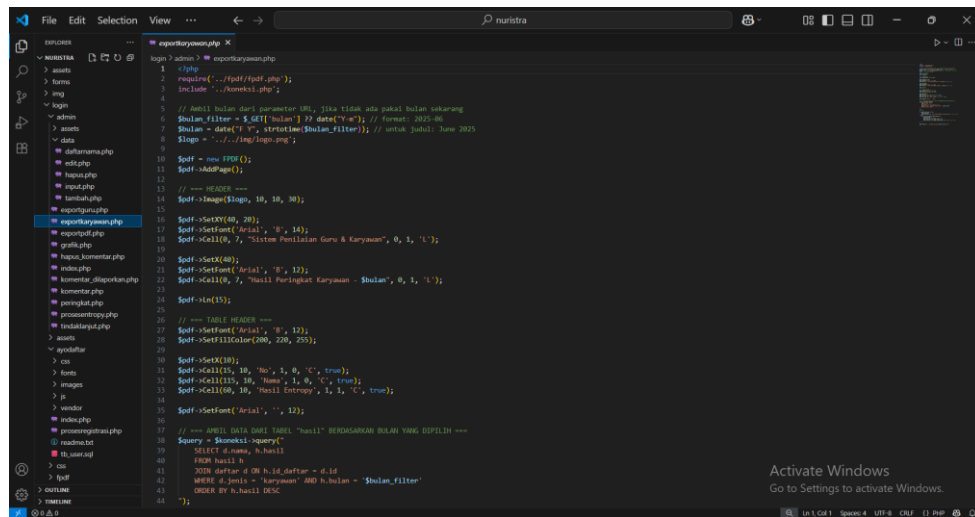 File Edit Selection View ... nuristra
EXPLORER ...
NURISTRA
assets
forms
img
login
admin
assets
data
daftarnama.php
edit.php
hapus.php
input.php
tambah.php
exportguru.php
exportkaryawan.php
exportpdf.php
grafik.php
hapus_komentar.php
index.php
komentar_dilaporkan.php
komentar.php
peringkat.php
prosesentropy.php
tindaklanjut.php
assets
ayodaftar
css
fonts
images
js
vendor
index.php
prosesregistrasi.php
readme.txt
tb_user.sql
css
fpdf
OUTLINE
TIMELINE
exportkaryawan.php
login > admin > exportkaryawan.php
1 <?php
2 require('../fpdf/fpdf.php');
3 include '../koneksi.php';
4
5 // Ambil bulan dari parameter URL, jika tidak ada pakai bulan sekarang
6 $bulan_filter = $_GET['bulan'] ?? date("Y-m"); // format: 2025-06
7 $bulan = date("F Y", strtotime($bulan_filter)); // untuk judul: June 2025
8 $logo = '../../img/logo.png';
9
10 $pdf = new FPDF();
11 $pdf->AddPage();
12
13 // === HEADER ===
14 $pdf->Image($logo, 10, 10, 30);
15
16 $pdf->SetXY(40, 20);
17 $pdf->SetFont('Arial', 'B', 14);
18 $pdf->Cell(0, 7, "Sistem Penilaian Guru & Karyawan", 0, 1, 'L');
19
20 $pdf->SetX(40);
21 $pdf->SetFont('Arial', 'B', 12);
22 $pdf->Cell(0, 7, "Hasil Peringkat Karyawan - $bulan", 0, 1, 'L');
23
24 $pdf->Ln(15);
25
26 // === TABLE HEADER ===
27 $pdf->SetFont('Arial', 'B', 12);
28 $pdf->SetFillColor(200, 220, 255);
29
30 $pdf->SetX(10);
31 $pdf->Cell(15, 10, 'No', 1, 0, 'C', true);
32 $pdf->Cell(115, 10, 'Nama', 1, 0, 'C', true);
33 $pdf->Cell(60, 10, 'Hasil Entropy', 1, 1, 'C', true);
34
35 $pdf->SetFont('Arial', '', 12);
36
37 // === AMBIL DATA DARI TABEL "hasil" BERDASARKAN BULAN YANG DIPILIH ===
38 $query = $koneksi->query("
39 SELECT d.nama, h.hasil
40 FROM hasil h
41 JOIN daftar d ON h.id_daftar = d.id
42 WHERE d.jenis = 'karyawan' AND h.bulan = '$bulan_filter'
43 ORDER BY h.hasil DESC
44 ");
Activate Windows
Go to Settings to activate Windows.
0 0 Ln 1, Col 1 Spaces: 4 UTF-8 CRLF {} PHP